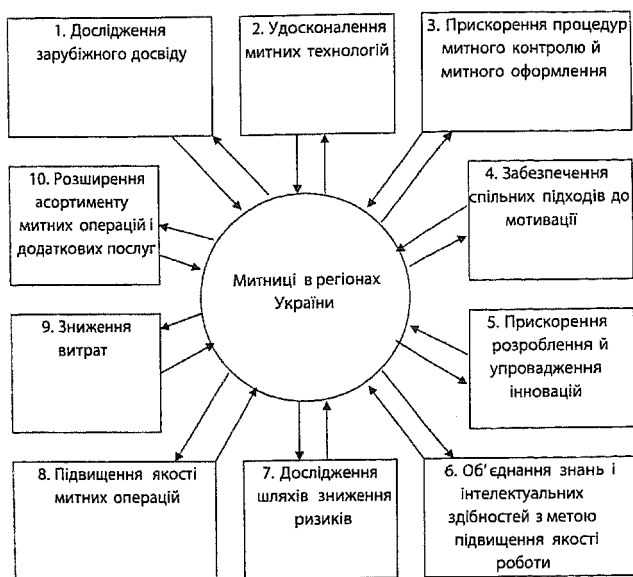 1. Дослідження
зарубіжного досвіду
2. Удосконалення
митних технологій
3. Прискорення процедур
митного контролю й
митного оформлення
10. Розширення
асортименту
митних операцій і
додаткових послуг
4. Забезпечення
спільних підходів до
мотивації
Митниці в регіонах
України
9. Зниження
витрат
5. Прискорення
розроблення й
упровадження
інновацій
8. Підвищення якості
митних операцій
7. Дослідження
шляхів зниження
ризиків
6. Об'єднання знань і
інтелектуальних
здібностей з метою
підвищення якості
роботи